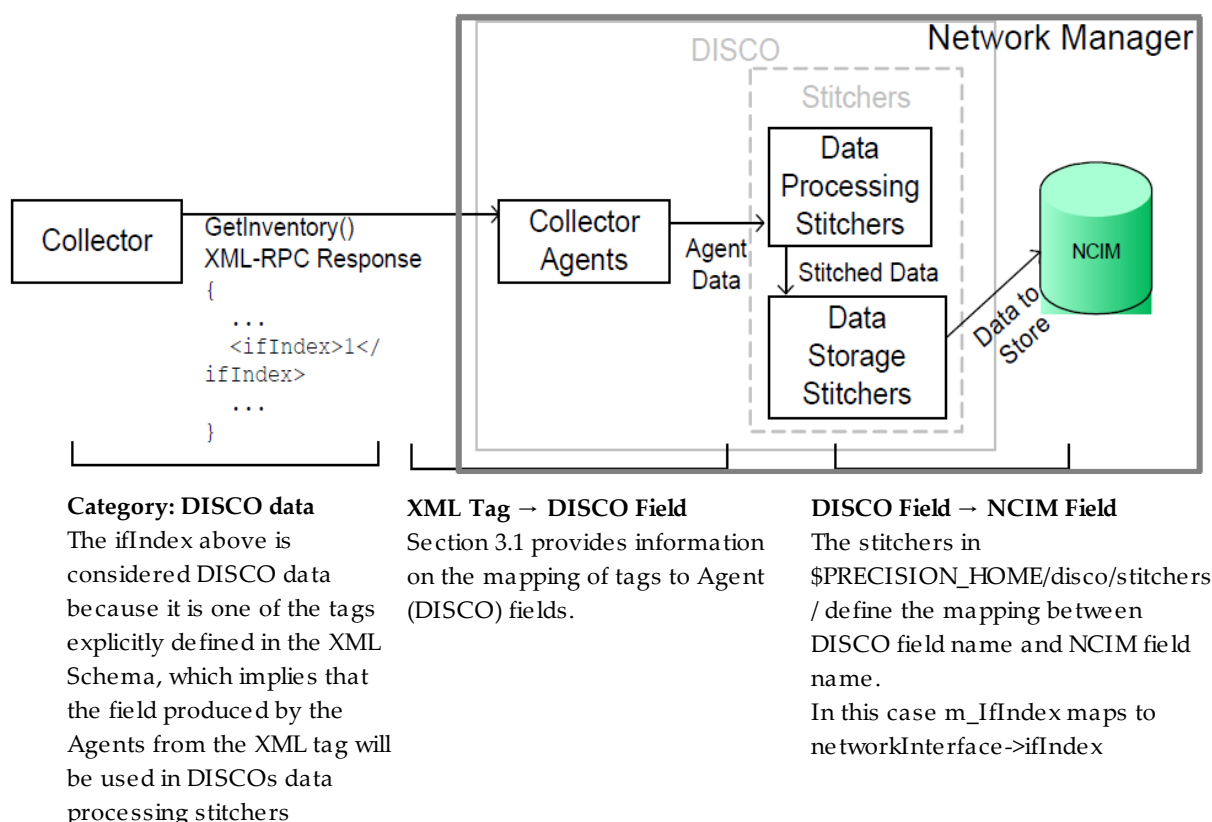 Network Manager
DISCO
Stitchers
Data
Processing
Stitchers
Collector
GetInventory()
XML-RPC Response
{
...
<ifIndex>1</
ifIndex>
...
}
Collector
Agents
Agent
Data
Stitched Data
NCIM
Data
Storage
Stitchers
Data to
Store
Category: DISCO data
The ifIndex above is
considered DISCO data
because it is one of the tags
explicitly defined in the XML
Schema, which implies that
the field produced by the
Agents from the XML tag will
be used in DISCOs data
processing stitchers
XML Tag → DISCO Field
Section 3.1 provides information
on the mapping of tags to Agent
(DISCO) fields.
DISCO Field → NCIM Field
The stitchers in
$PRECISION_HOME/disco/stitchers
/ define the mapping between
DISCO field name and NCIM field
name.
In this case m_IfIndex maps to
networkInterface->ifIndex